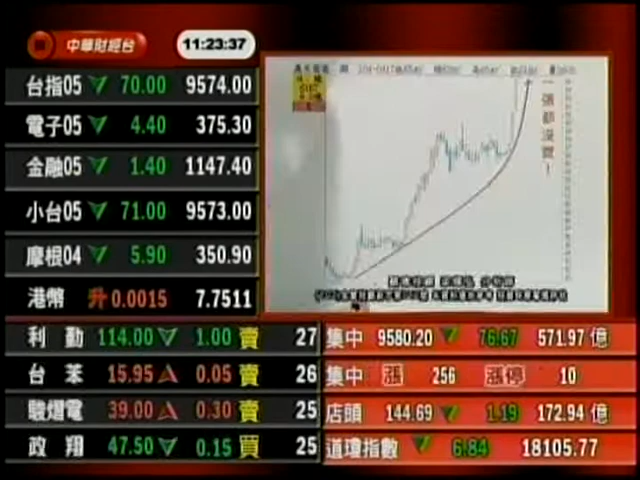 中華財經台
11:23:37
台指05 70.00 9574.00
電子05 4.40 375.30
金融05 1.40 1147.40
小台05 71.00 9573.00
摩根04 5.90 350.90
港幣 升 0.0015 7.7511
一張都沒賣!
利勤 114.00 1.00 賣 27
台苯 15.95 0.05 賣 26
駿熠電 39.00 0.30 賣 25
政翔 47.50 0.15 買 25
集中 9580.20 76.67 571.97 億
集中 漲 256 漲停 10
店頭 144.69 1.19 172.94 億
道瓊指數 6.84 18105.77